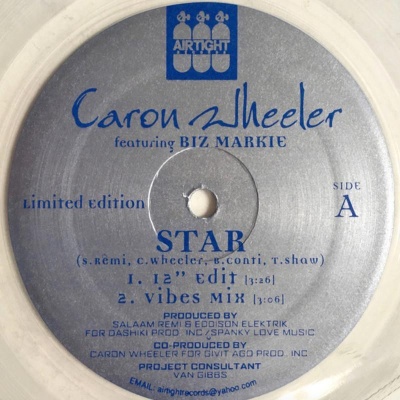 AIRTIGHT
RECORDS
Caron Wheeler
featuring BIZ MARKIE
Limited Edition
SIDE
A
STAR
(S. Rêmi, C. Wheeler, B. Conti, T. Shaw)
1. 12" Edit [3:26]
2. Vibes Mix [3:06]
PRODUCED BY
SALAAM REMI & EDDISON ELEKTRIK
FOR DASHIKI PROD. INC/SPANKY LOVE MUSIC
CO-PRODUCED BY
CARON WHEELER FOR GIVIT AGO PROD. INC
PROJECT CONSULTANT
VAN GIBBS
EMAIL: airtightrecords@yahoo.com